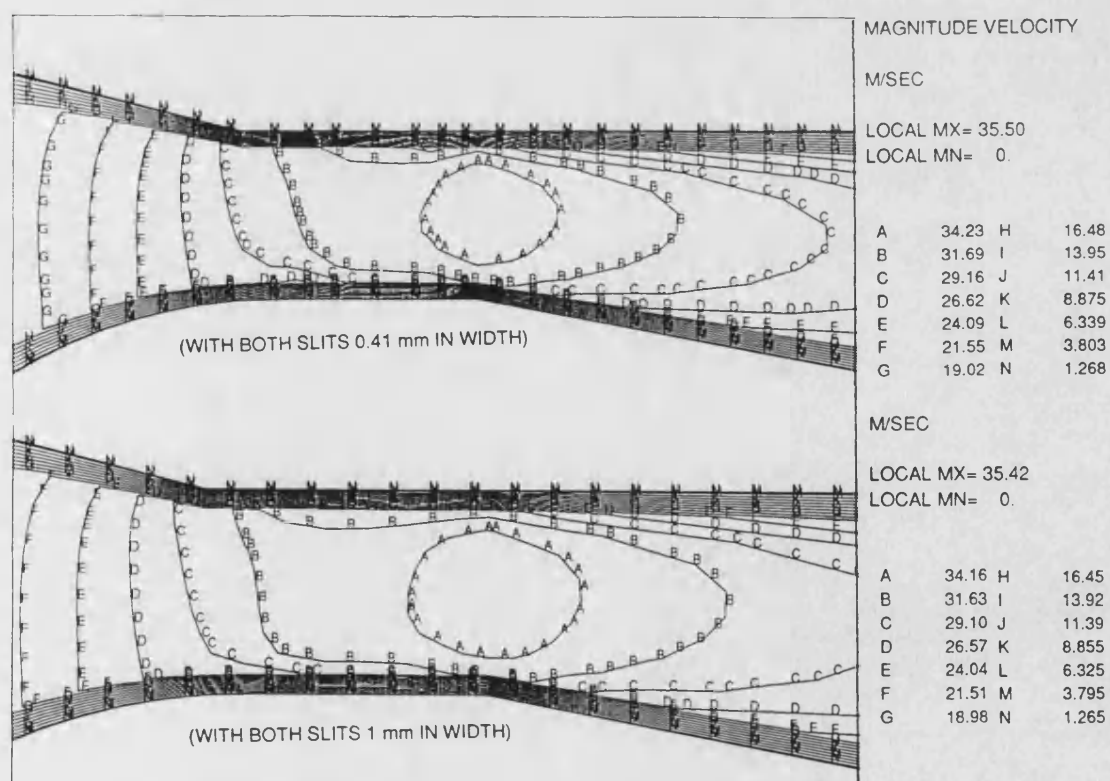 MAGNITUDE VELOCITY
M/SEC
LOCAL MX= 35.50
LOCAL MN= 0.
A 34.23 H 16.48
B 31.69 I 13.95
C 29.16 J 11.41
D 26.62 K 8.875
E 24.09 L 6.339
F 21.55 M 3.803
G 19.02 N 1.268
(WITH BOTH SLITS 0.41 mm IN WIDTH)
M/SEC
LOCAL MX= 35.42
LOCAL MN= 0.
A 34.16 H 16.45
B 31.63 I 13.92
C 29.10 J 11.39
D 26.57 K 8.855
E 24.04 L 6.325
F 21.51 M 3.795
G 18.98 N 1.265
(WITH BOTH SLITS 1 mm IN WIDTH)